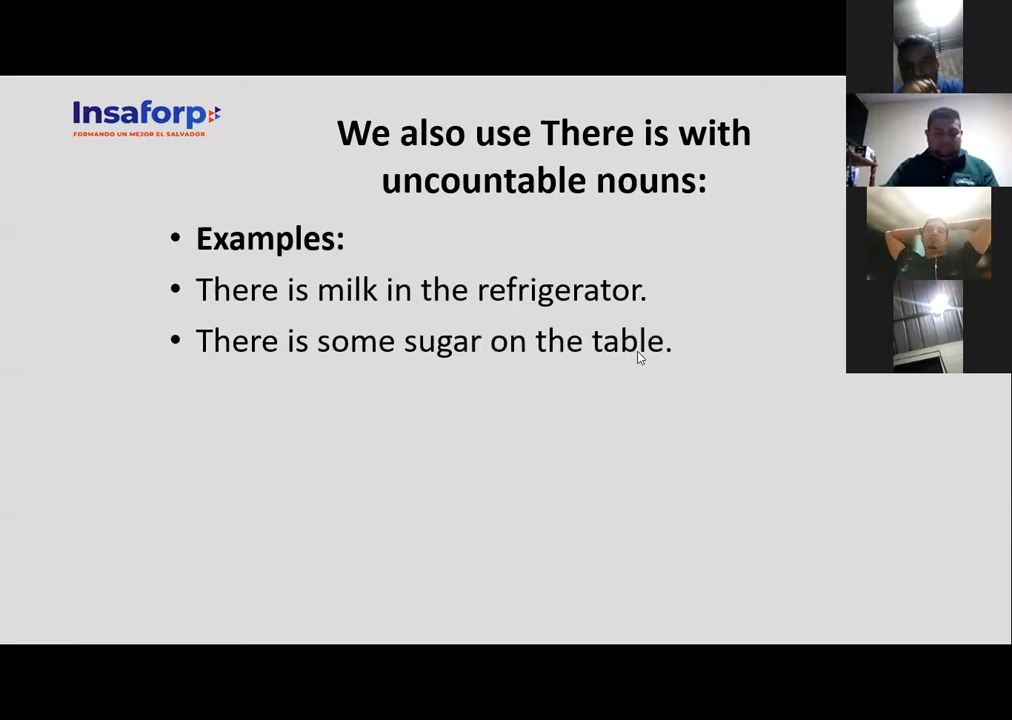 Insaforp
FORMANDO UN MEJOR EL SALVADOR
We also use There is with
uncountable nouns:
• Examples:
• There is milk in the refrigerator.
• There is some sugar on the table.